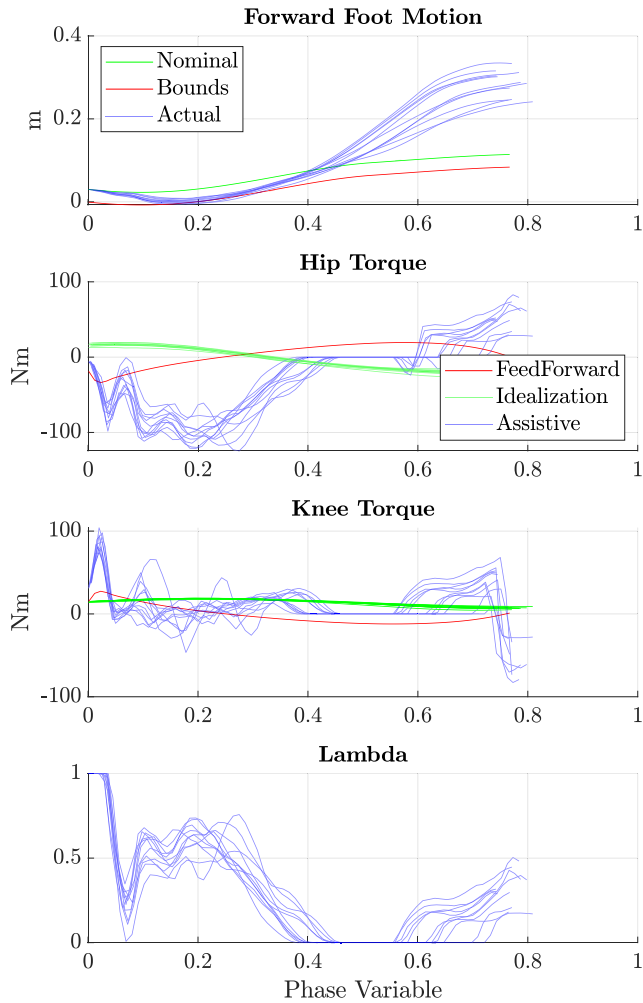 Forward Foot Motion
0.4
0.2
0
m
Nominal
Bounds
Actual
0 0.2 0.4 0.6 0.8 1
Hip Torque
100
0
-100
Nm
FeedForward
Idealization
Assistive
0 0.2 0.4 0.6 0.8 1
Knee Torque
100
0
-100
Nm
0 0.2 0.4 0.6 0.8 1
Lambda
1
0.5
0
0 0.2 0.4 0.6 0.8 1
Phase Variable